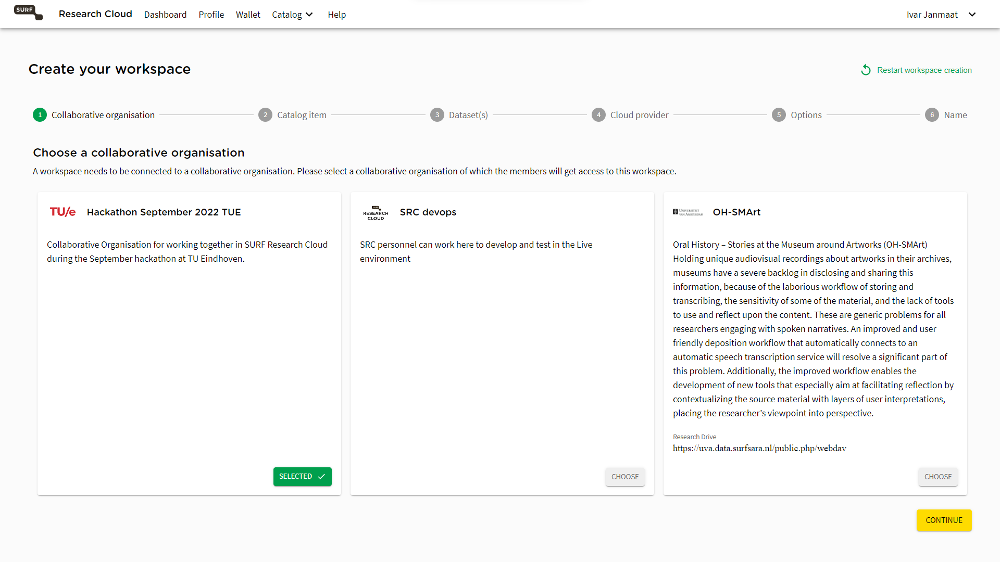 SURF
Research Cloud Dashboard Profile Wallet Catalog Help Ivar Janmaat
Create your workspace
Restart workspace creation
1 Collaborative organisation 2 Catalog item 3 Dataset(s) 4 Cloud provider 5 Options 6 Name
Choose a collaborative organisation
A workspace needs to be connected to a collaborative organisation. Please select a collaborative organisation of which the members will get access to this workspace.
TU/e Hackathon September 2022 TUE
Collaborative Organisation for working together in SURF Research Cloud
during the September hackathon at TU Eindhoven.
SELECTED
SURF
RESEARCH
CLOUD
SRC devops
SRC personnel can work here to develop and test in the Live
environment
CHOOSE
UNIVERSITEIT
VAN AMSTERDAM
OH-SMArt
Oral History – Stories at the Museum around Artworks (OH-SMArt)
Holding unique audiovisual recordings about artworks in their archives,
museums have a severe backlog in disclosing and sharing this
information, because of the laborious workflow of storing and
transcribing, the sensitivity of some of the material, and the lack of tools
to use and reflect upon the content. These are generic problems for all
researchers engaging with spoken narratives. An improved and user
friendly deposition workflow that automatically connects to an
automatic speech transcription service will resolve a significant part of
this problem. Additionally, the improved workflow enables the
development of new tools that especially aim at facilitating reflection by
contextualizing the source material with layers of user interpretations,
placing the researcher’s viewpoint into perspective.
Research Drive
https://uva.data.surfsara.nl/public.php/webdav
CHOOSE
CONTINUE